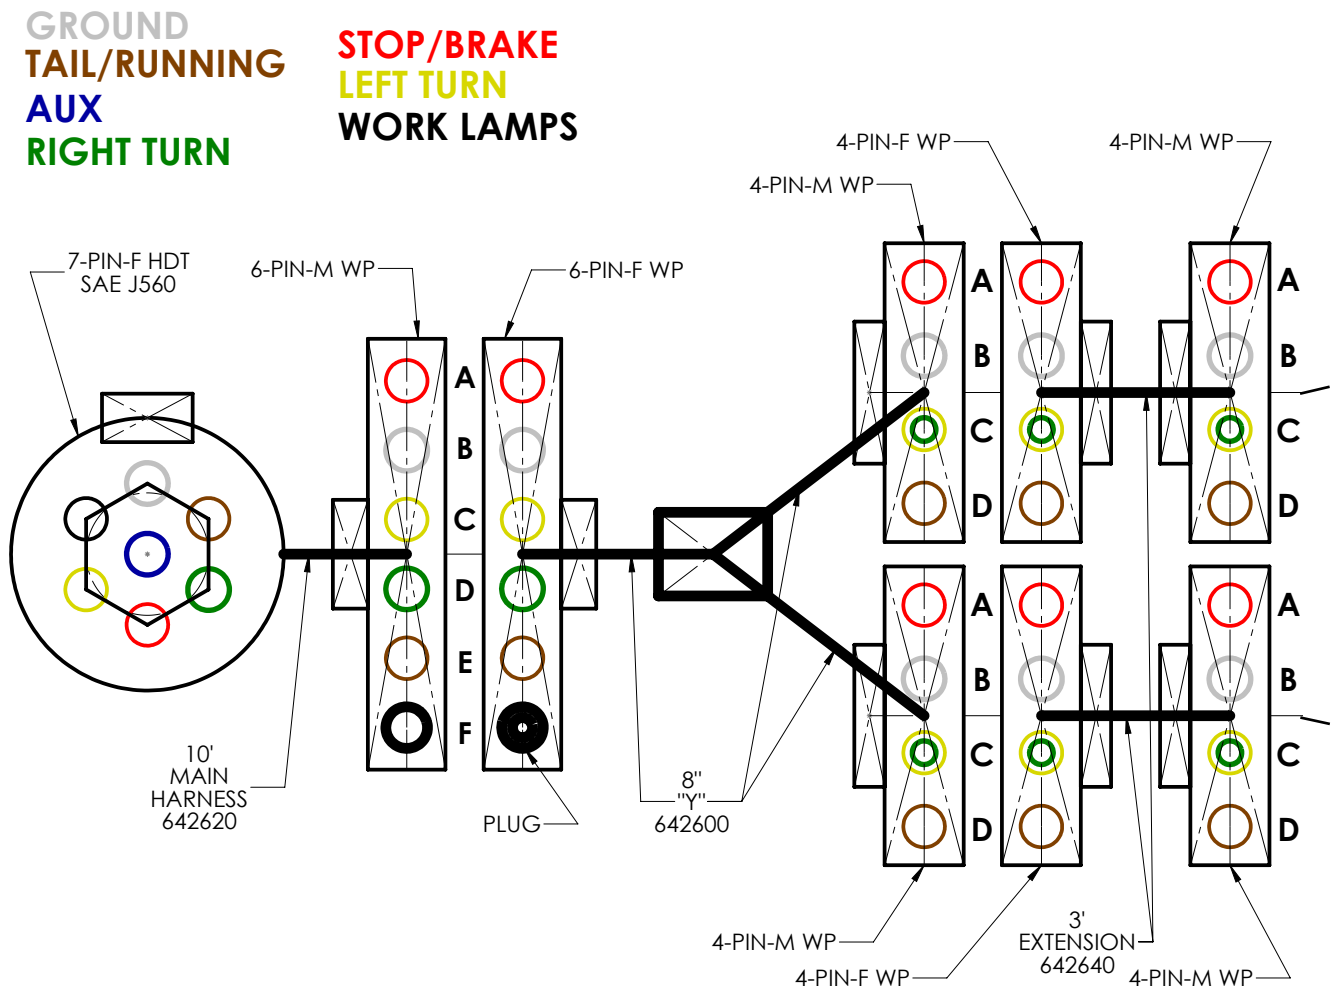 GROUND
TAIL/RUNNING
AUX
RIGHT TURN
STOP/BRAKE
LEFT TURN
WORK LAMPS
4-PIN-F WP
4-PIN-M WP
4-PIN-M WP
7-PIN-F HDT
SAE J560
6-PIN-M WP
6-PIN-F WP
A
B
C
D
E
F
A
B
C
D
A
B
C
D
A
B
C
D
A
B
C
D
10'
MAIN
HARNESS
642620
PLUG
8"
"Y"
642600
4-PIN-M WP
4-PIN-F WP
3'
EXTENSION
642640
4-PIN-M WP